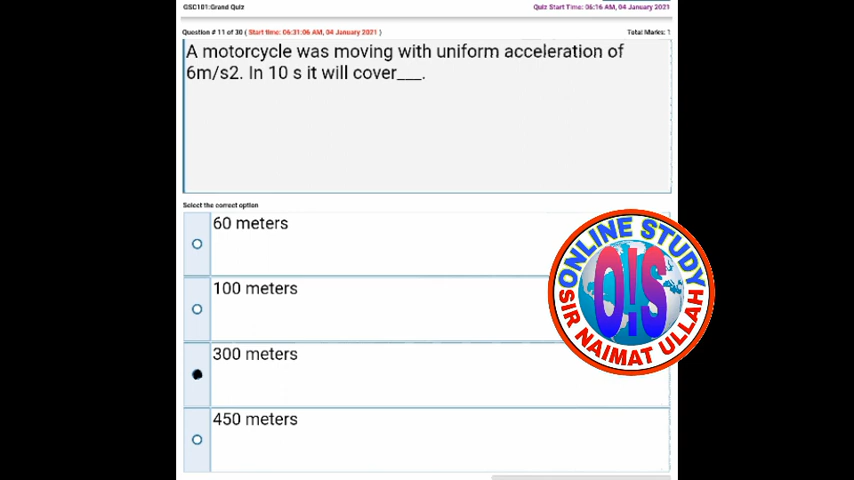 GSC101:Grand Quiz
Quiz Start Time: 06:16 AM, 04 January 2021
Question # 11 of 30 ( Start time: 06:31:06 AM, 04 January 2021 )
Total Marks: 1
A motorcycle was moving with uniform acceleration of
6m/s2. In 10 s it will cover___.
Select the correct option
60 meters
100 meters
300 meters
450 meters
ONLINE STUDY
O!S
SIR NAIMAT ULLAH